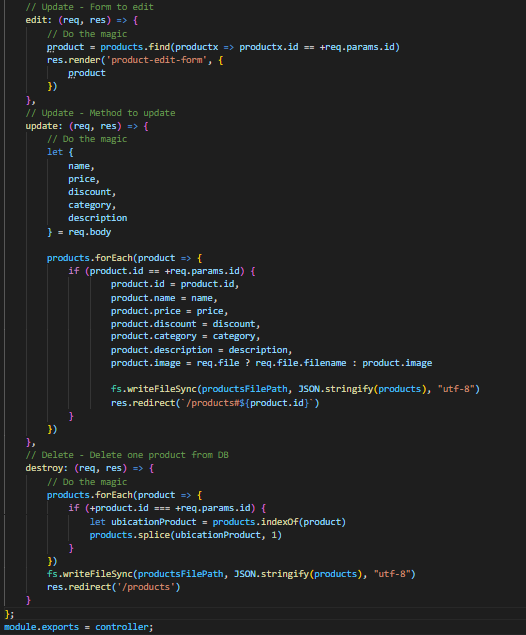 // Update - Form to edit
edit: (req, res) => {
// Do the magic
product = products.find(productx => productx.id == +req.params.id)
res.render('product-edit-form', {
product
})
},
// Update - Method to update
update: (req, res) => {
// Do the magic
let {
name,
price,
discount,
category,
description
} = req.body
products.forEach(product => {
if (product.id == +req.params.id) {
product.id = product.id,
product.name = name,
product.price = price,
product.discount = discount,
product.category = category,
product.description = description,
product.image = req.file ? req.file.filename : product.image
fs.writeFileSync(productsFilePath, JSON.stringify(products), "utf-8")
res.redirect(`/products#${product.id}`)
}
})
},
// Delete - Delete one product from DB
destroy: (req, res) => {
// Do the magic
products.forEach(product => {
if (+product.id === +req.params.id) {
let ubicationProduct = products.indexOf(product)
products.splice(ubicationProduct, 1)
}
})
fs.writeFileSync(productsFilePath, JSON.stringify(products), "utf-8")
res.redirect('/products')
}
};
module.exports = controller;